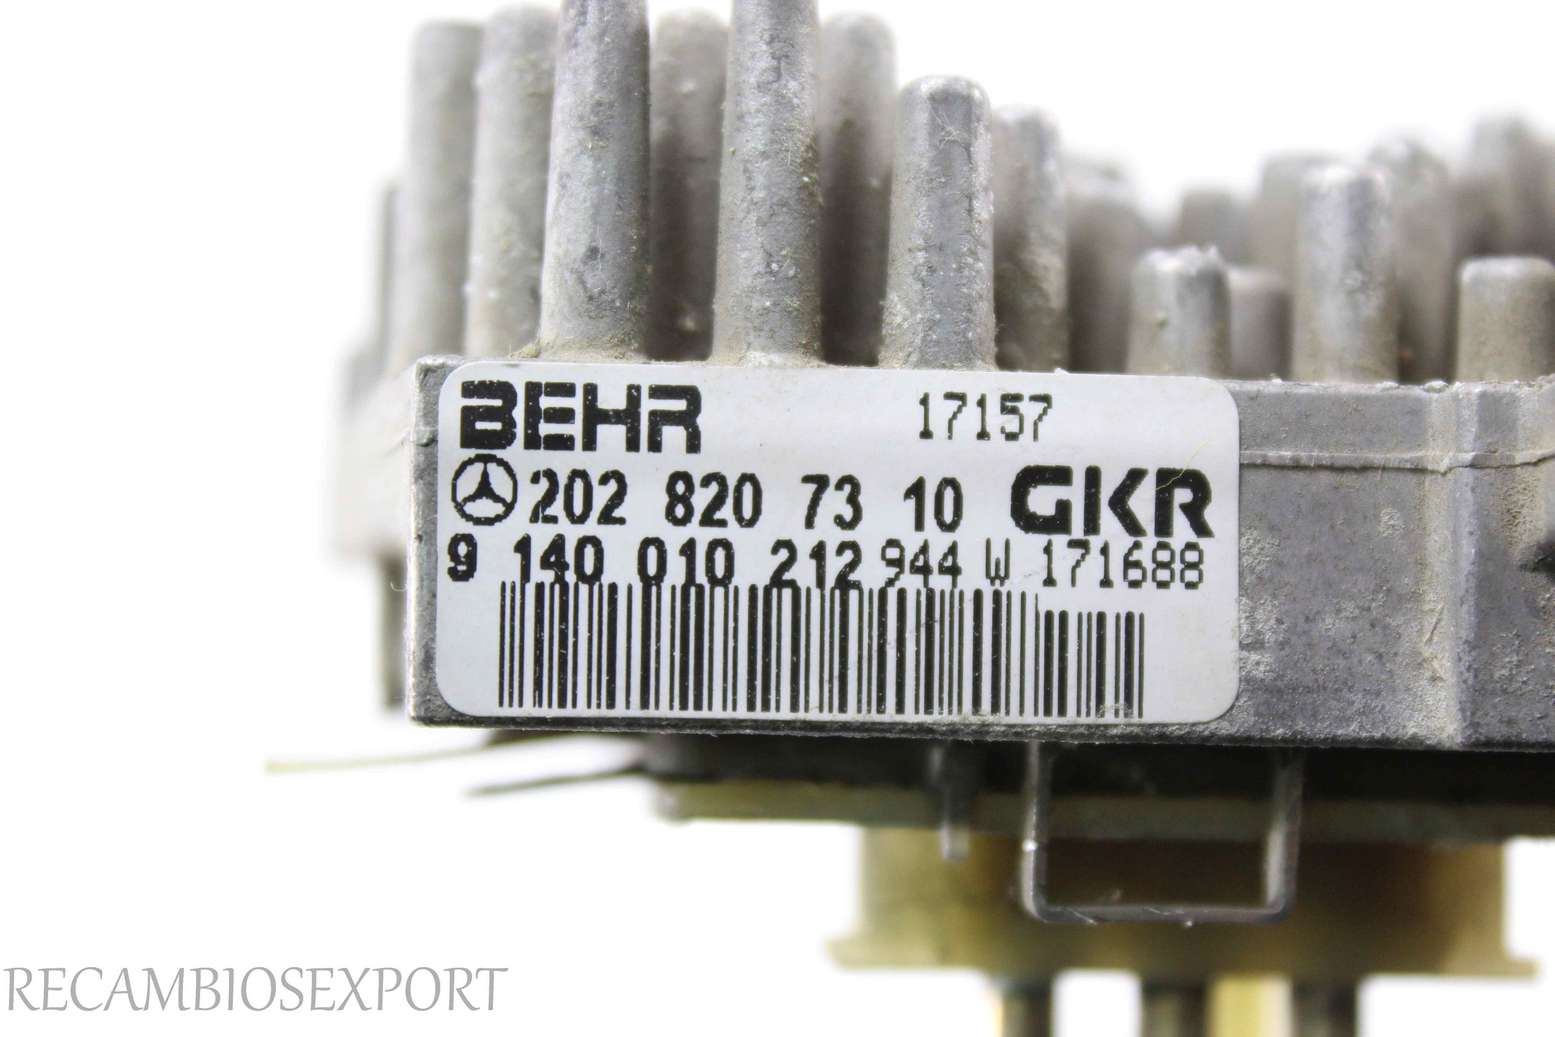 BEHR 17157
202 820 73 10 GKR
9 140 010 212 944 W 171688
RECAMBIOSEXPORT